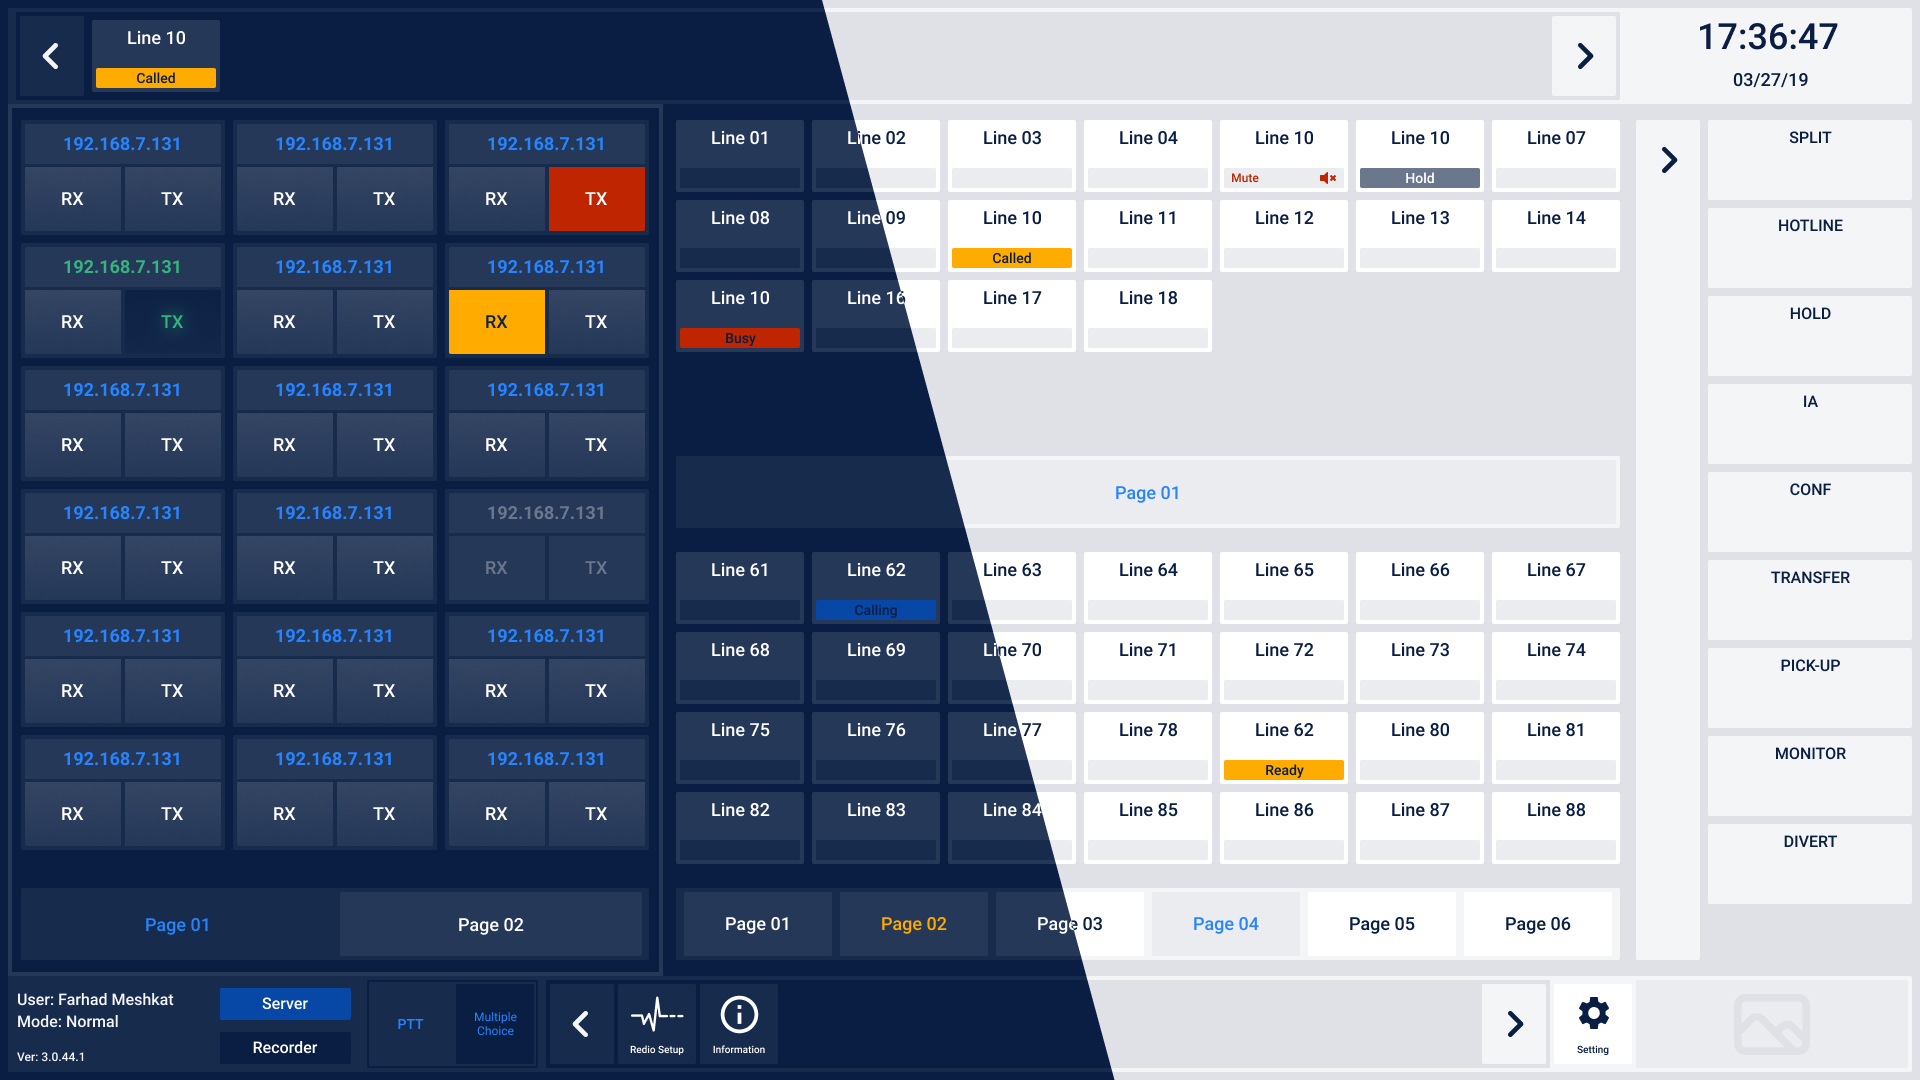 Line 10
Called
17:36:47
03/27/19
192.168.7.131 192.168.7.131 192.168.7.131
RX TX RX TX RX TX
192.168.7.131 192.168.7.131 192.168.7.131
RX TX RX TX RX TX
192.168.7.131 192.168.7.131 192.168.7.131
RX TX RX TX RX TX
192.168.7.131 192.168.7.131 192.168.7.131
RX TX RX TX RX TX
192.168.7.131 192.168.7.131 192.168.7.131
RX TX RX TX RX TX
192.168.7.131 192.168.7.131 192.168.7.131
RX TX RX TX RX TX
Page 01 Page 02
Line 01 Line 02 Line 03 Line 04 Line 10 Line 10 Line 07
Mute Hold
Line 08 Line 09 Line 10 Line 11 Line 12 Line 13 Line 14
Called
Line 10 Line 16 Line 17 Line 18
Busy
Page 01
Line 61 Line 62 Line 63 Line 64 Line 65 Line 66 Line 67
Calling
Line 68 Line 69 Line 70 Line 71 Line 72 Line 73 Line 74
Line 75 Line 76 Line 77 Line 78 Line 62 Line 80 Line 81
Ready
Line 82 Line 83 Line 84 Line 85 Line 86 Line 87 Line 88
Page 01 Page 02 Page 03 Page 04 Page 05 Page 06
SPLIT
HOTLINE
HOLD
IA
CONF
TRANSFER
PICK-UP
MONITOR
DIVERT
User: Farhad Meshkat
Mode: Normal
Ver: 3.0.44.1
Server
Recorder
PTT
Multiple
Choice
Redio Setup
Information
Setting